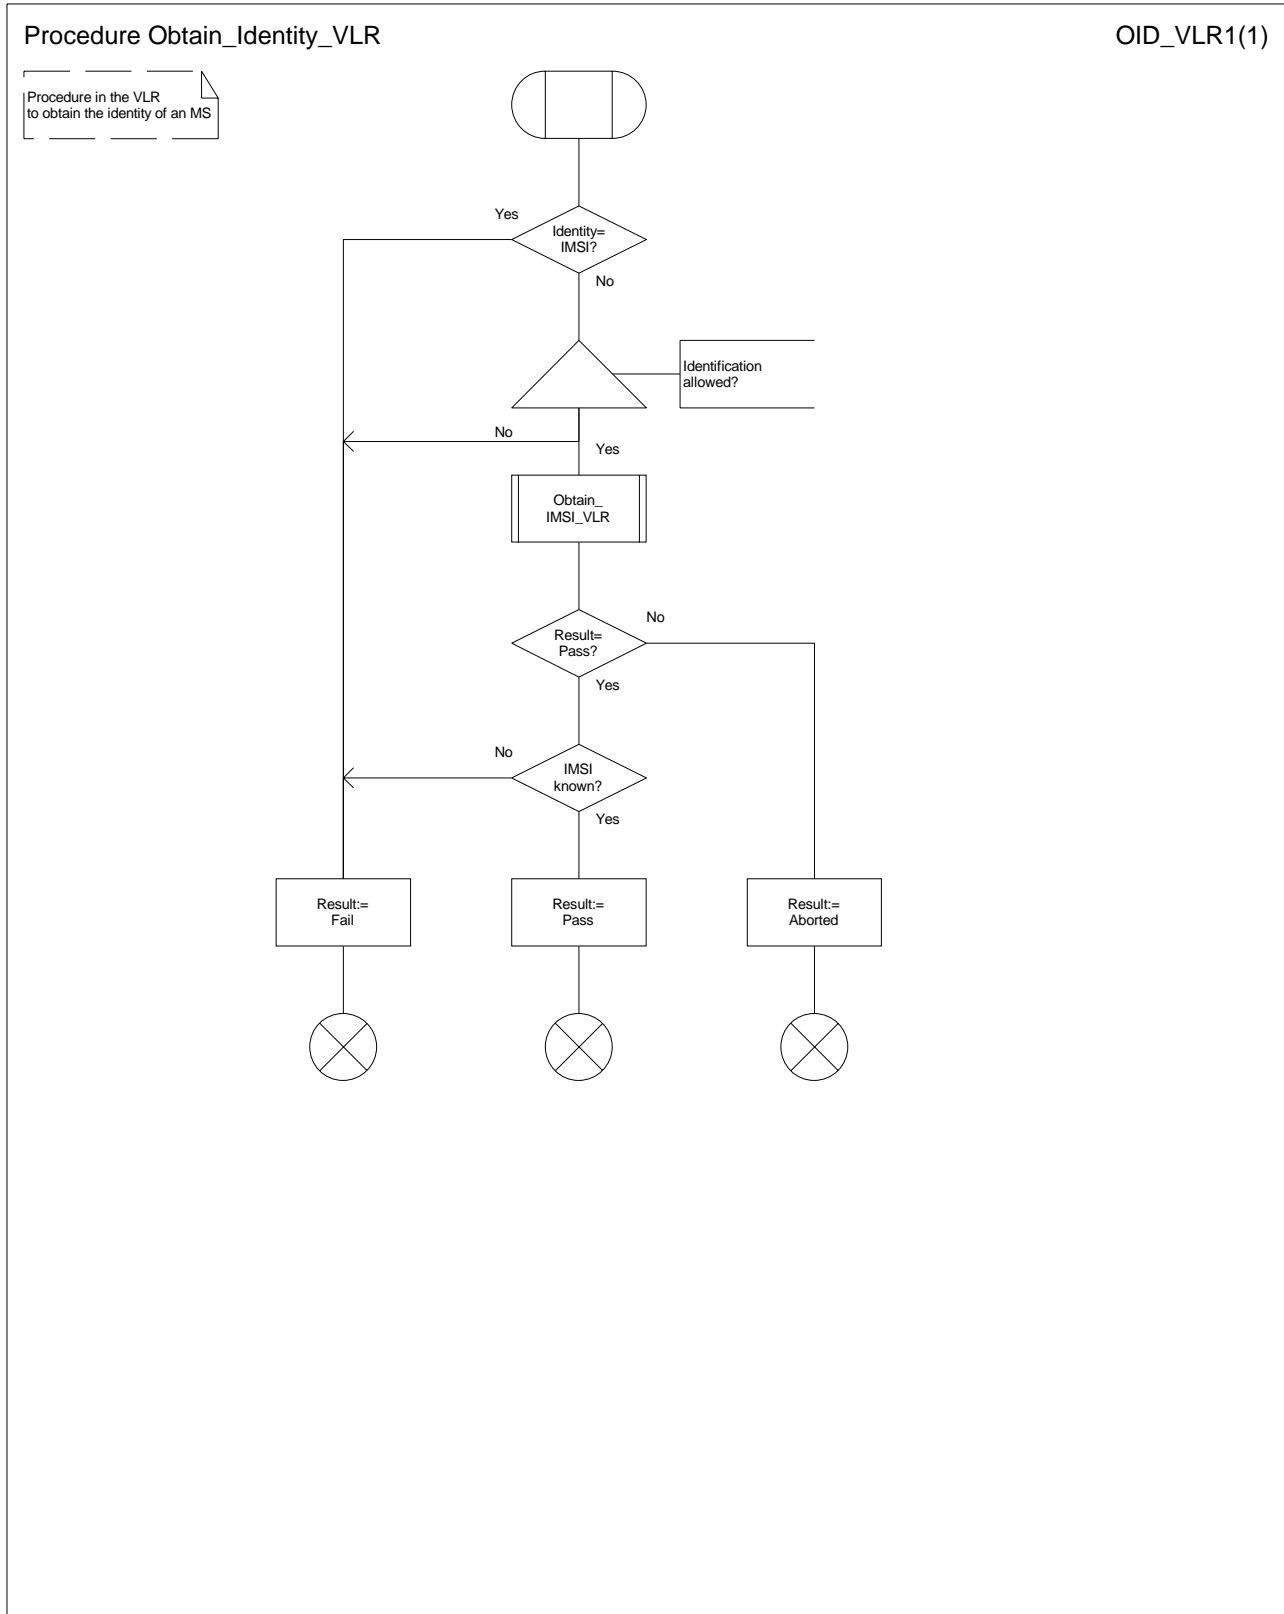 Procedure Obtain_Identity_VLR
OID_VLR1(1)
Procedure in the VLR
to obtain the identity of an MS
Yes
Identity=
IMSI?
No
Identification
allowed?
No
Yes
Obtain_
IMSI_VLR
No
Result=
Pass?
Yes
No
IMSI
known?
Yes
Result:=
Fail
Result:=
Pass
Result:=
Aborted